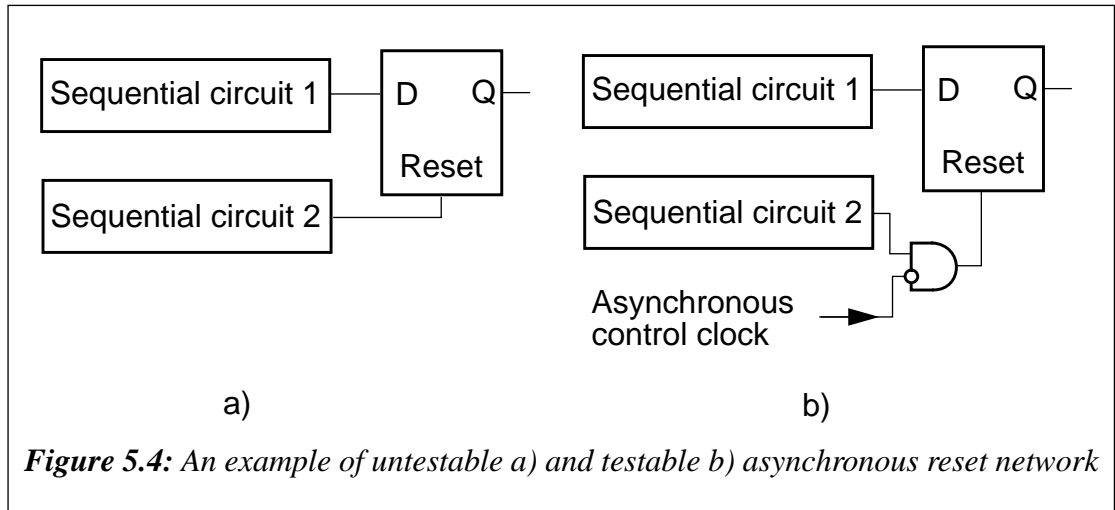 Sequential circuit 1
D Q
Reset
Sequential circuit 2
a)
Sequential circuit 1
D Q
Reset
Sequential circuit 2
Asynchronous
control clock
b)
Figure 5.4: An example of untestable a) and testable b) asynchronous reset network